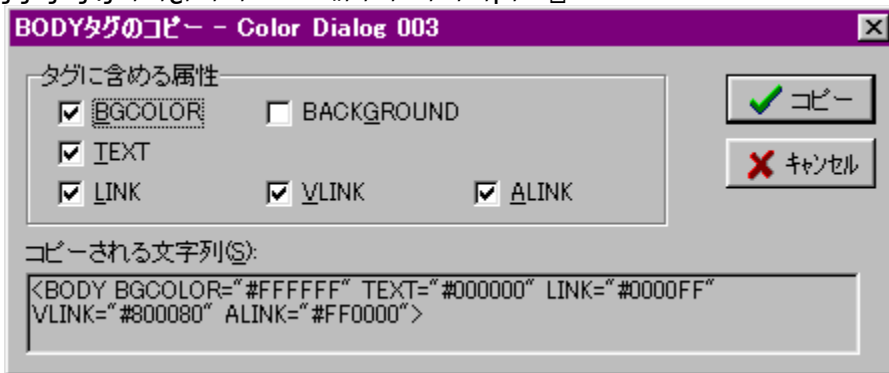 BODYタグのコピー - Color Dialog 003
タグに含める属性
BGCOLOR
BACKGROUND
TEXT
LINK
VLINK
ALINK
コピー
キャンセル
コピーされる文字列(S):
<BODY BGCOLOR="#FFFFFF" TEXT="#000000" LINK="#0000FF"
VLINK="#800080" ALINK="#FF0000">